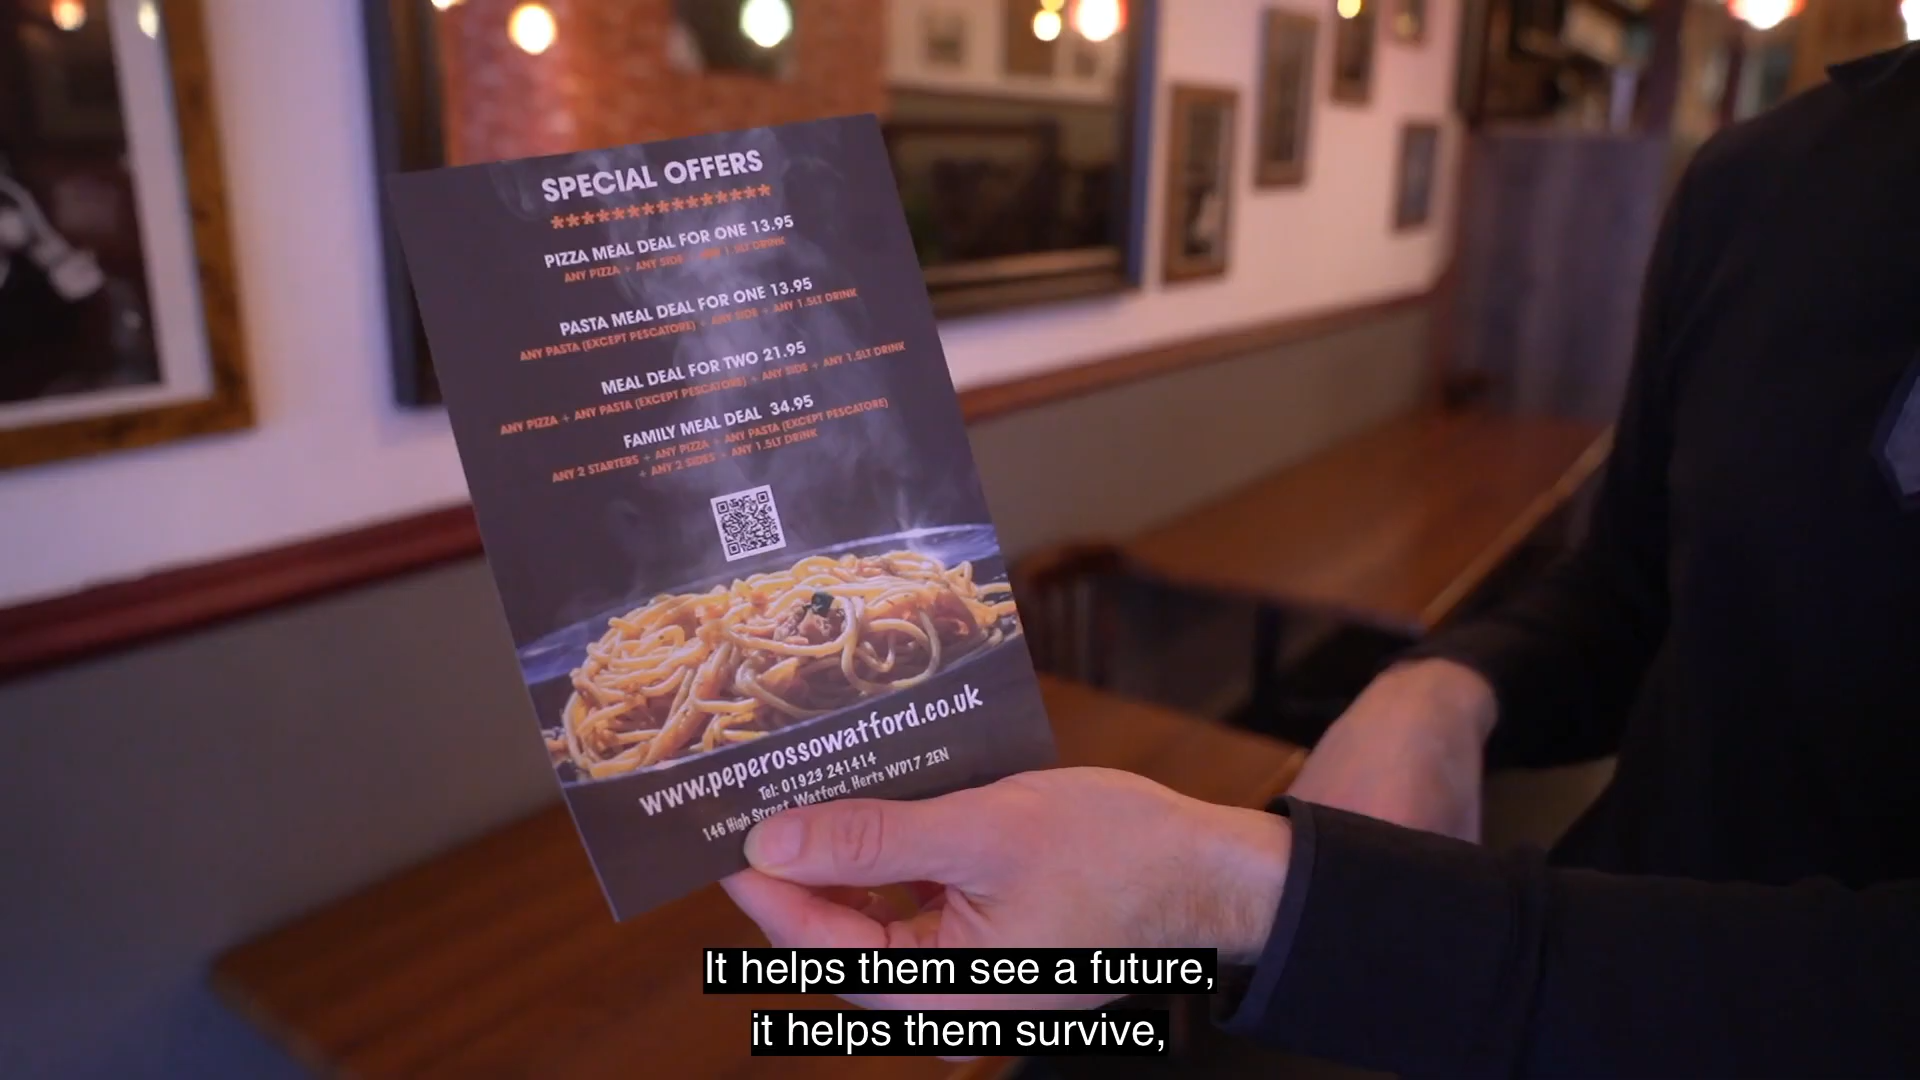 SPECIAL OFFERS
***************
PIZZA MEAL DEAL FOR ONE 13.95
ANY PIZZA + ANY SIDE + ANY 1.5LT DRINK
PASTA MEAL DEAL FOR ONE 13.95
ANY PASTA (EXCEPT PESCATORE) + ANY SIDE + ANY 1.5LT DRINK
MEAL DEAL FOR TWO 21.95
ANY PIZZA + ANY PASTA (EXCEPT PESCATORE) + ANY SIDE + ANY 1.5LT DRINK
FAMILY MEAL DEAL 34.95
ANY 2 STARTERS + ANY PIZZA + ANY PASTA (EXCEPT PESCATORE)
+ ANY 2 SIDES + ANY 1.5LT DRINK
www.peperossowatford.co.uk
Tel: 01923 241414
146 High Street, Watford, Herts WD17 2EN
It helps them see a future,
it helps them survive,